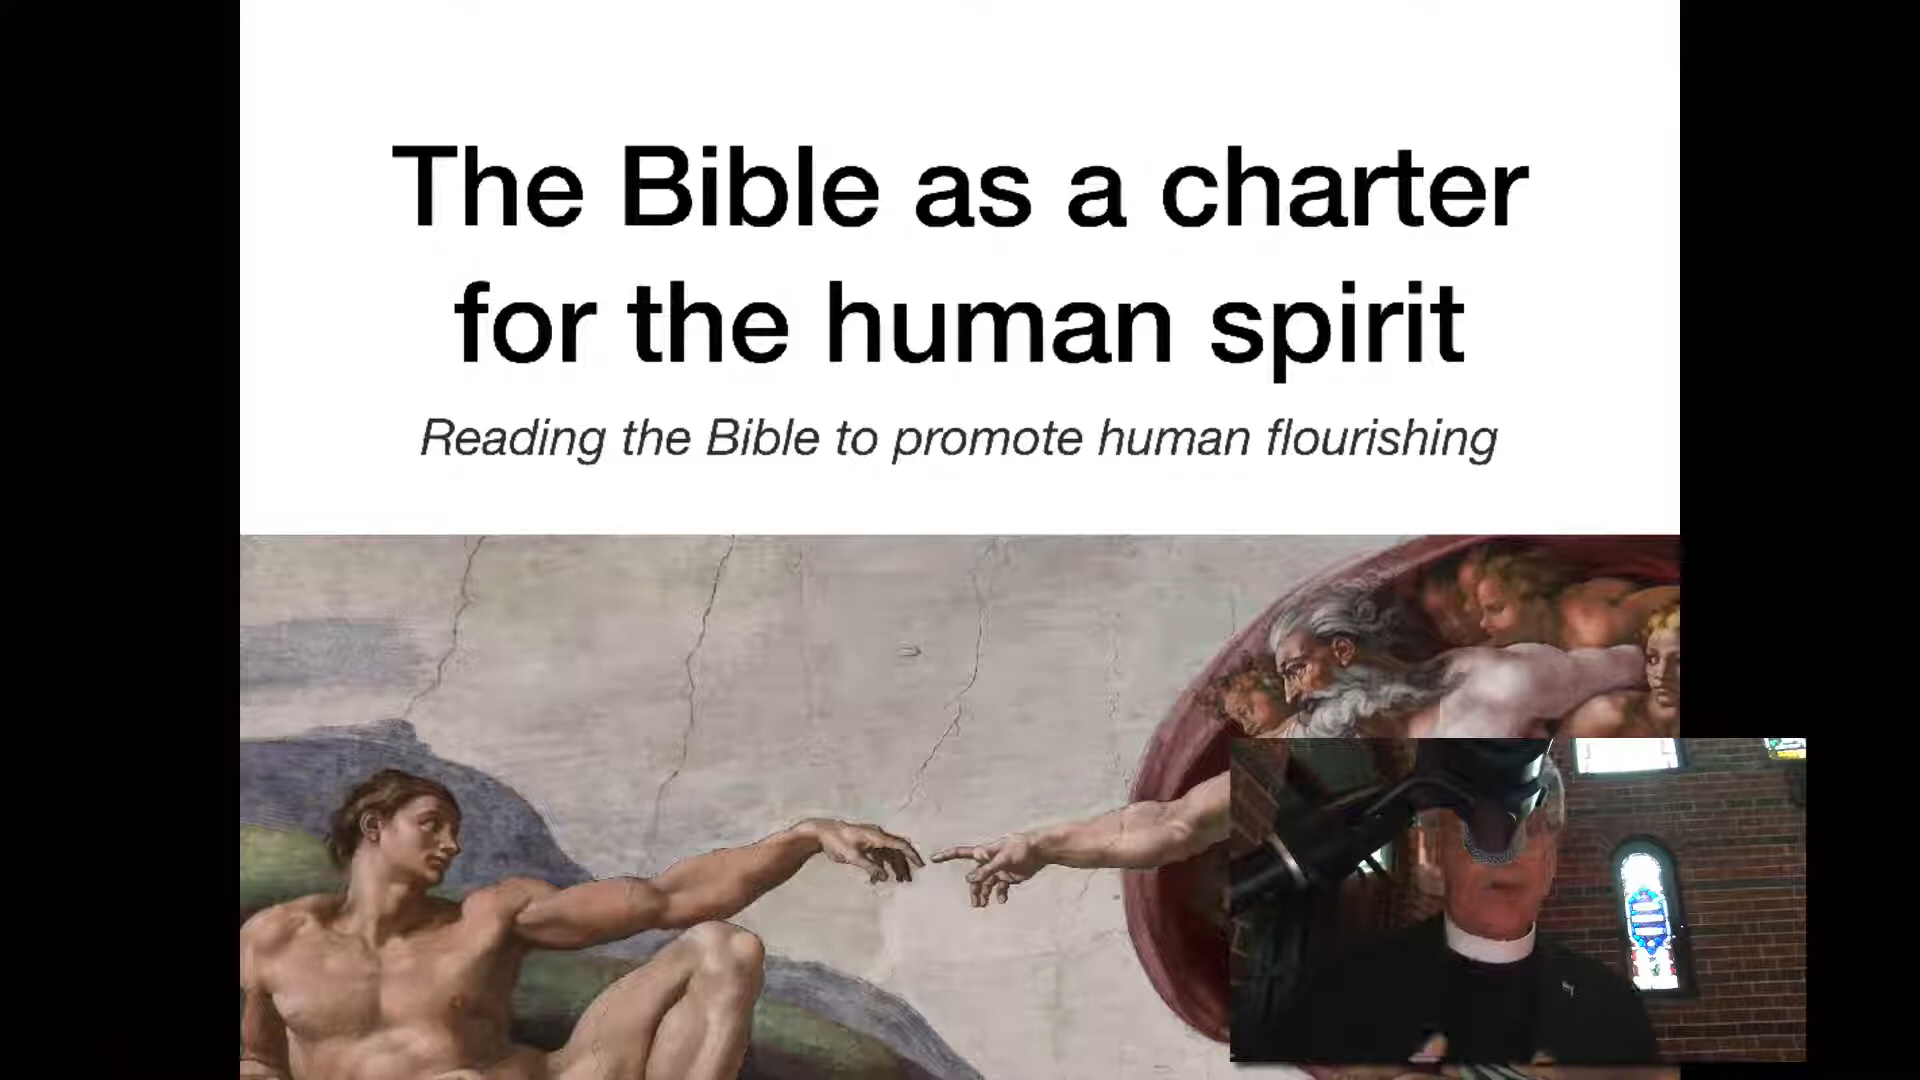 The Bible as a charter
for the human spirit
Reading the Bible to promote human flourishing